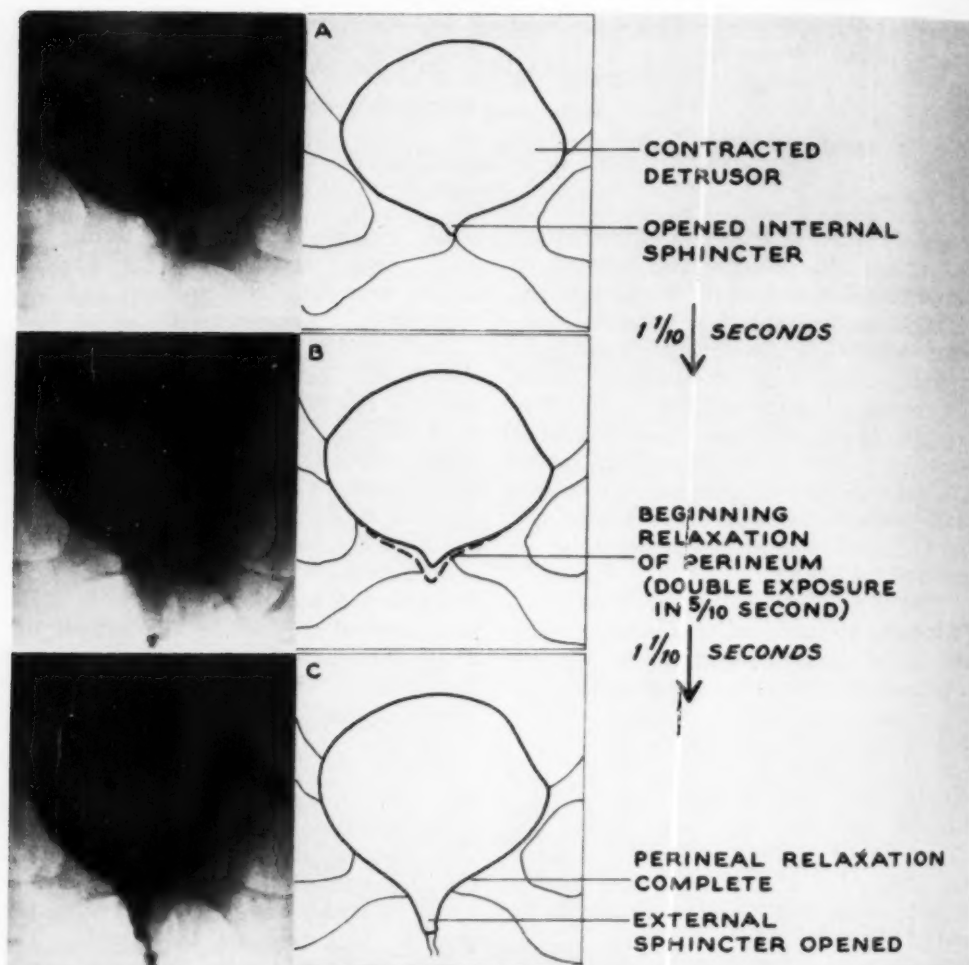 A
CONTRACTED
DETRUSOR
OPENED INTERNAL
SPHINCTER
1 1/10 SECONDS
B
BEGINNING
RELAXATION
OF PERINEUM
(DOUBLE EXPOSURE
IN 5/10 SECOND)
1 1/10 SECONDS
C
PERINEAL RELAXATION
COMPLETE
EXTERNAL
SPHINCTER OPENED